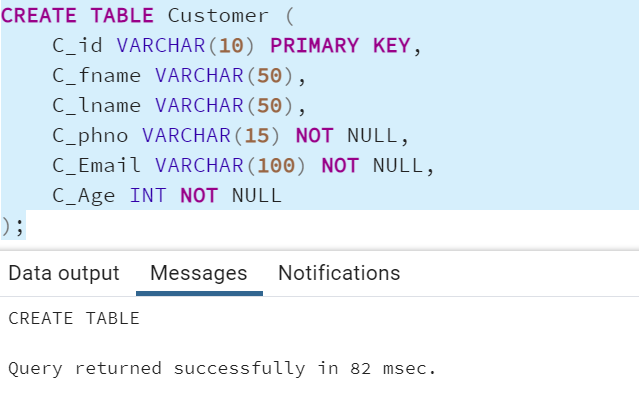 CREATE TABLE Customer (
    C_id VARCHAR(10) PRIMARY KEY,
    C_fname VARCHAR(50),
    C_lname VARCHAR(50),
    C_phno VARCHAR(15) NOT NULL,
    C_Email VARCHAR(100) NOT NULL,
    C_Age INT NOT NULL
);
Data output Messages Notifications
CREATE TABLE
Query returned successfully in 82 msec.